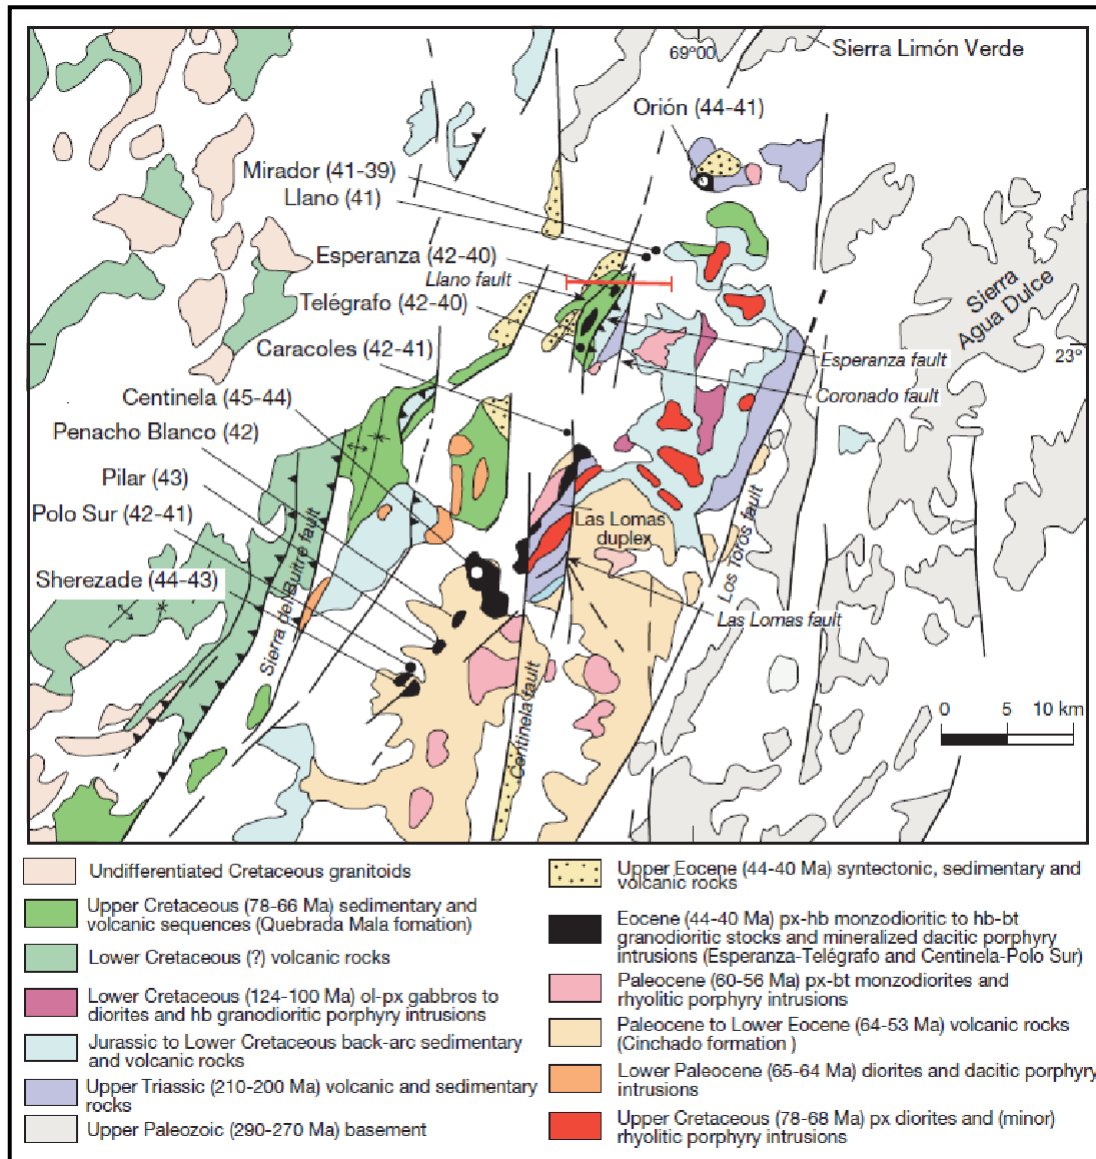 69°00
Sierra Limón Verde
Orión (44-41)
Mirador (41-39)
Llano (41)
Esperanza (42-40)
Llano fault
Telégrafo (42-40)
Sierra
Agua Dulce
Caracoles (42-41)
Esperanza fault
23°
Centinela (45-44)
Coronado fault
Penacho Blanco (42)
Pilar (43)
Polo Sur (42-41)
Las Lomas
duplex
Sherezade (44-43)
Sierra del Buitre fault
Los Toros fault
Las Lomas fault
Centinela fault
0 5 10 km
Undifferentiated Cretaceous granitoids
Upper Cretaceous (78-66 Ma) sedimentary and
volcanic sequences (Quebrada Mala fomation)
Lower Cretaceous (?) volcanic rocks
Lower Cretaceous (124-100 Ma) ol-px gabbros to
diorites and hb granodioritic porphyry intrusions
Jurassic to Lower Cretaceous back-arc sedimentary
and volcanic rocks
Upper Triassic (210-200 Ma) volcanic and sedimentary
rocks
Upper Paleozoic (290-270 Ma) basement
Upper Eocene (44-40 Ma) syntectonic, sedimentary and
volcanic rocks
Eocene (44-40 Ma) px-hb monzodioritic to hb-bt
granodioritic stocks and mineralized dacitic porphyry
intrusions (Esperanza-Telégrafo and Centinela-Polo Sur)
Paleocene (60-56 Ma) px-bt monzodiorites and
rhyolitic porphyry intrusions
Paleocene to Lower Eocene (64-53 Ma) volcanic rocks
(Cinchado formation )
Lower Paleocene (65-64 Ma) diorites and dacitic porphyry
intrusions
Upper Cretaceous (78-68 Ma) px diorites and (minor)
rhyolitic porphyry intrusions